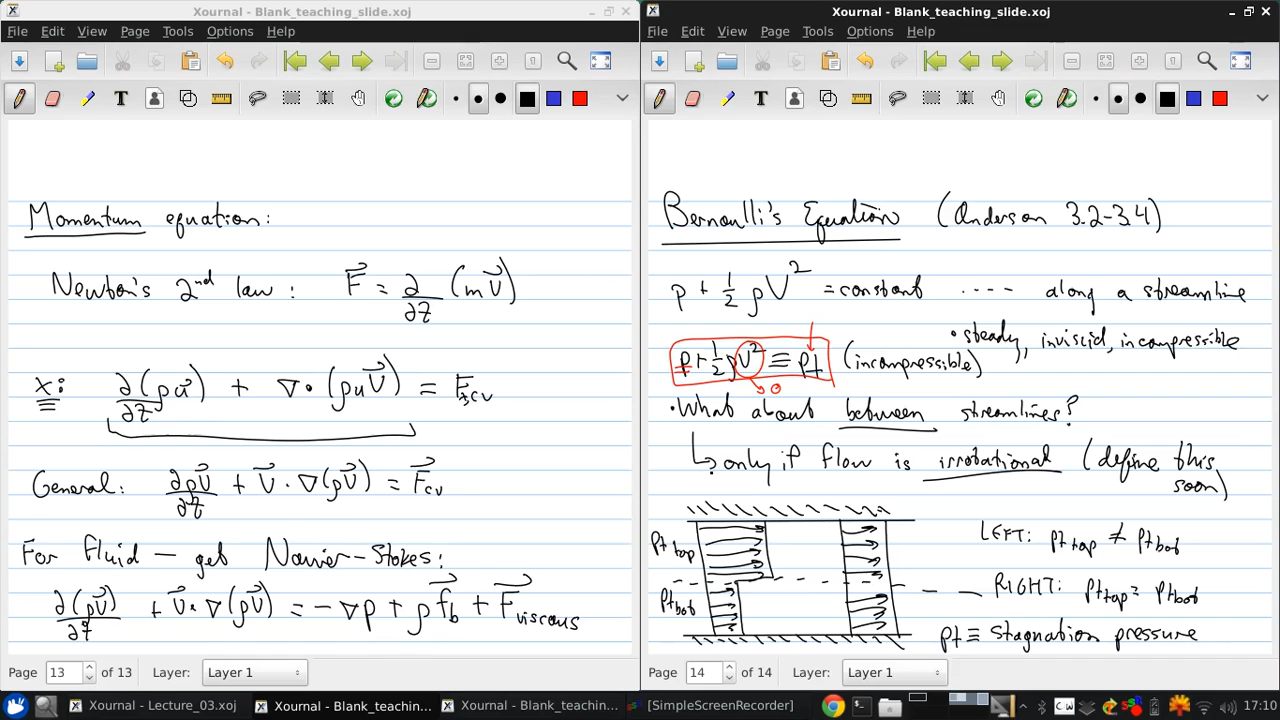 Xournal - Blank_teaching_slide.xoj
File Edit View Page Tools Options Help
Momentum equation:
Newton's 2nd law: F = ∂/∂t (mV)
x: ∂(ρu)/∂t + ∇·(ρuV) = Fx,cv
General: ∂ρV/∂t + V·∇(ρV) = Fcv
For fluid — get Navier-Stokes:
∂(ρV)/∂t + V·∇(ρV) = -∇p + ρfb + Fviscous
Page 13 of 13 Layer: Layer 1
Xournal - Blank_teaching_slide.xoj
File Edit View Page Tools Options Help
Bernoulli's Equation (Anderson 3.2-3.4)
p + 1/2 ρV² = constant .... along a streamline
• steady, inviscid, incompressible
p + 1/2 ρV² ≡ pt (incompressible)
→ 0
• What about between streamlines?
↳ only if flow is irrotational (define this
soon)
pt top
LEFT: pt top ≠ pt bot
pt bot
RIGHT: pt top = pt bot
pt ≡ stagnation pressure
Page 14 of 14 Layer: Layer 1
Xournal - Lecture_03.xoj Xournal - Blank_teaching... Xournal - Blank_teachin... [SimpleScreenRecorder] 17:10